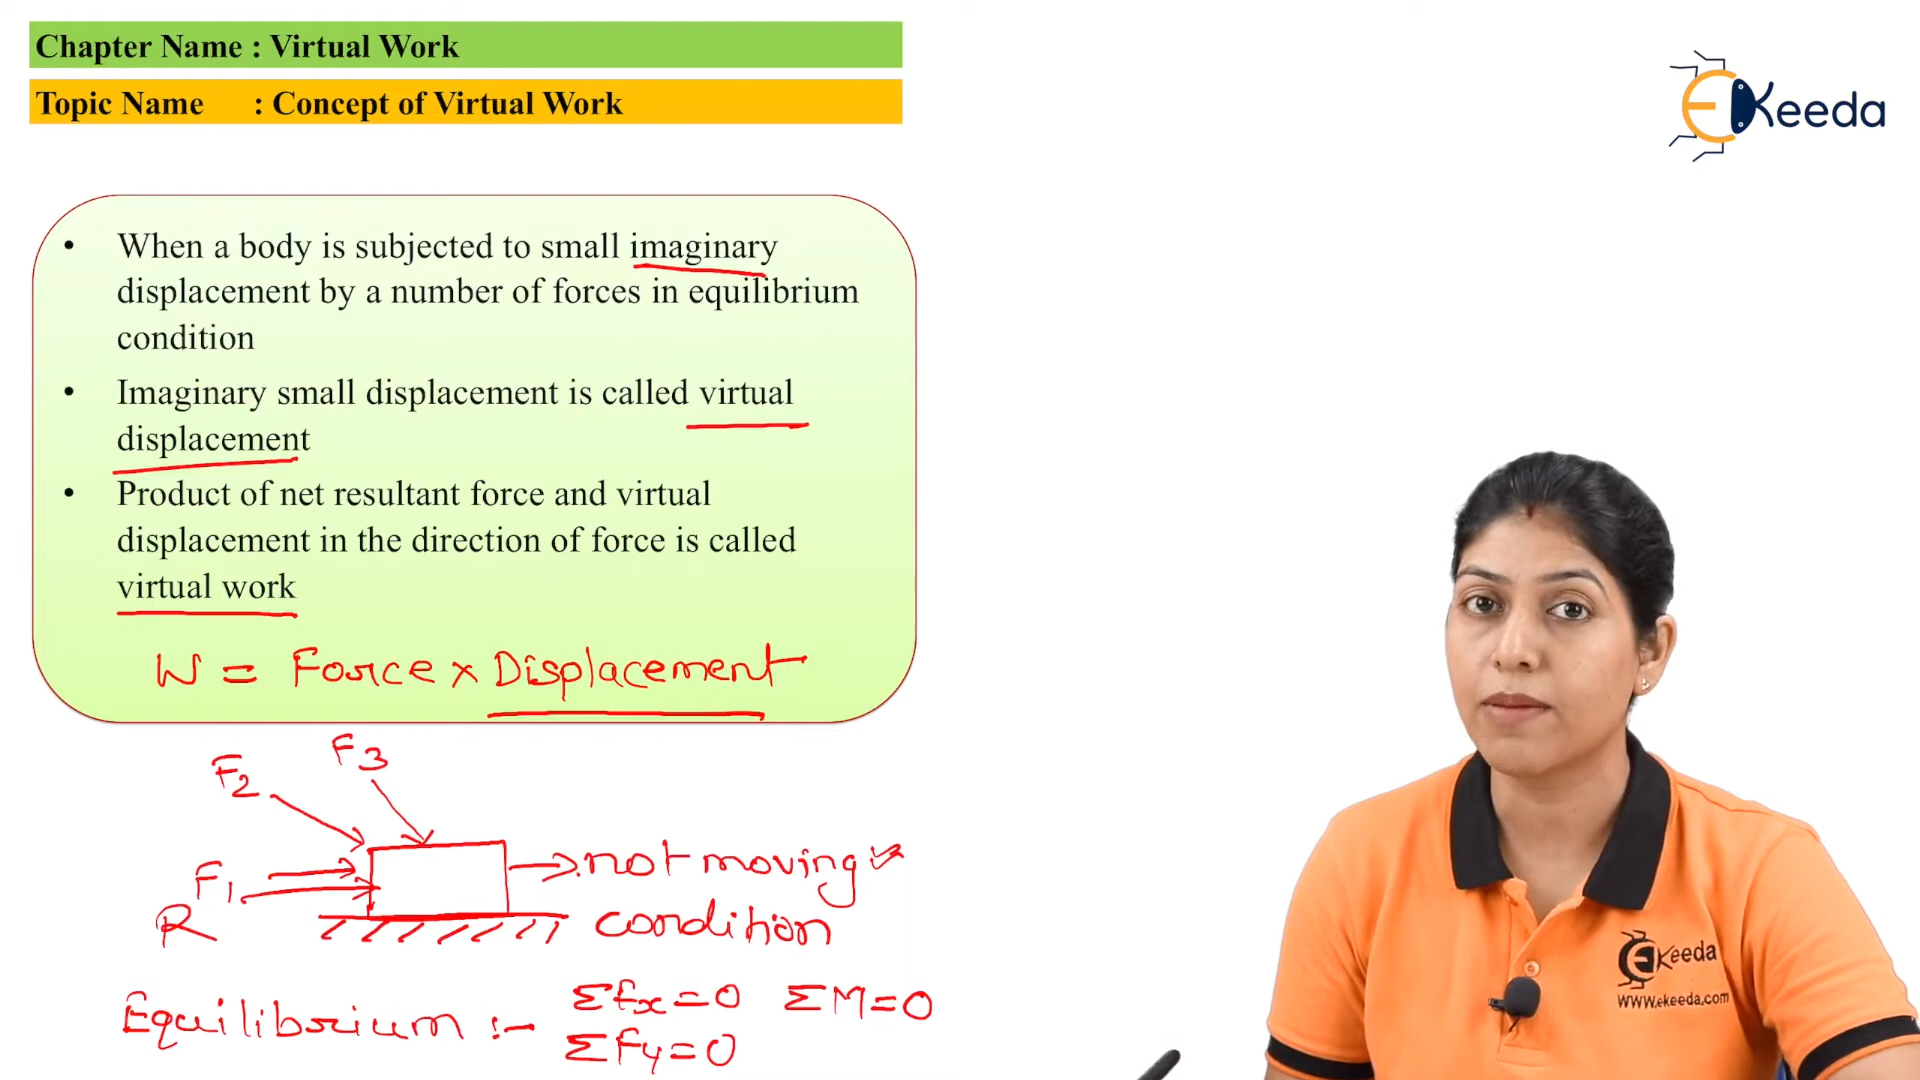 Chapter Name : Virtual Work
Topic Name : Concept of Virtual Work
EKeeda
• When a body is subjected to small imaginary
displacement by a number of forces in equilibrium
condition
• Imaginary small displacement is called virtual
displacement
• Product of net resultant force and virtual
displacement in the direction of force is called
virtual work
W = Force × Displacement
F2
F3
F1
R
not moving
condition
Equilibrium :-
Σfx=0 ΣM=0
Σfy=0
EKeeda
www.ekeeda.com